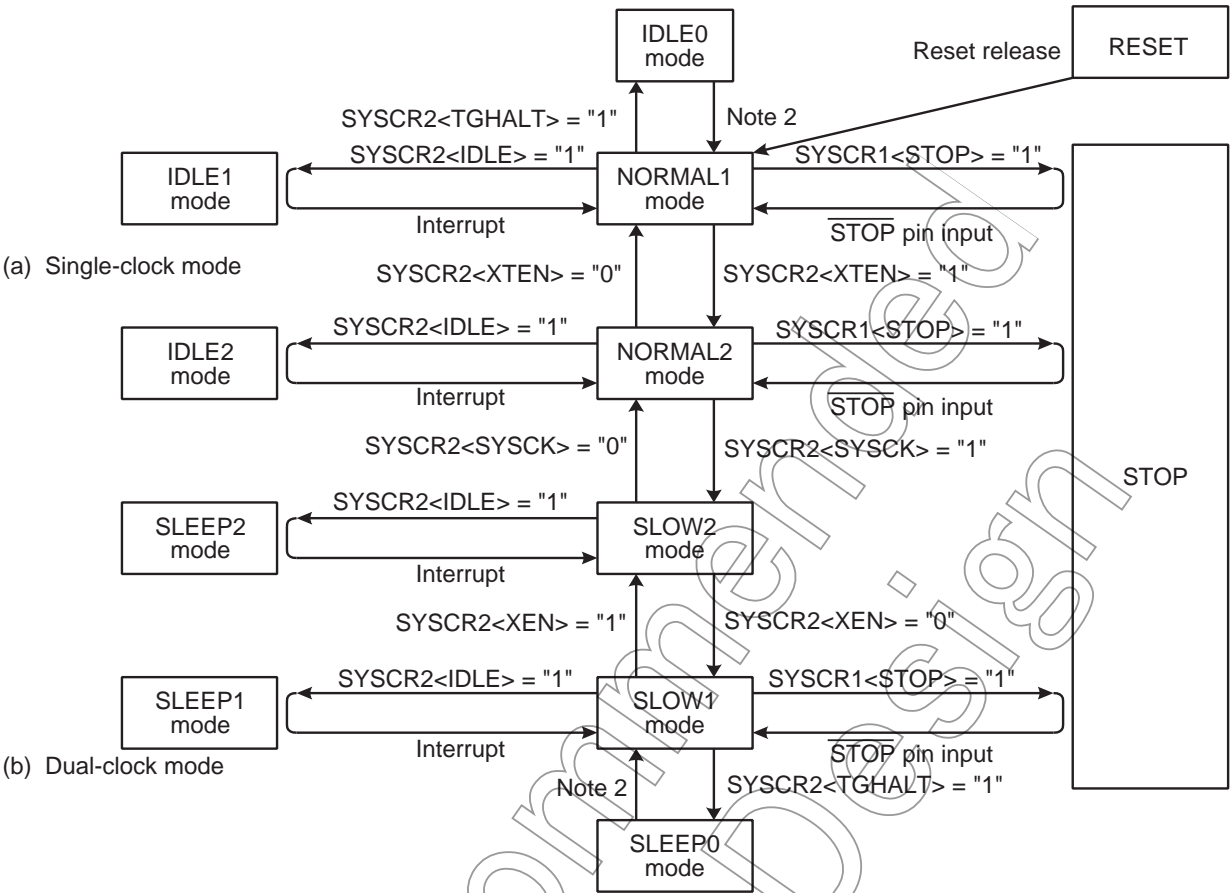 IDLE0
mode
Reset release
RESET
SYSCR2<TGHALT> = "1"
Note 2
SYSCR2<IDLE> = "1"
SYSCR1<STOP> = "1"
IDLE1
mode
NORMAL1
mode
Interrupt
STOP pin input
(a) Single-clock mode
SYSCR2<XTEN> = "0"
SYSCR2<XTEN> = "1"
SYSCR2<IDLE> = "1"
SYSCR1<STOP> = "1"
IDLE2
mode
NORMAL2
mode
Interrupt
STOP pin input
SYSCR2<SYSCK> = "0"
SYSCR2<SYSCK> = "1"
STOP
SYSCR2<IDLE> = "1"
SLEEP2
mode
SLOW2
mode
Interrupt
SYSCR2<XEN> = "1"
SYSCR2<XEN> = "0"
SYSCR2<IDLE> = "1"
SYSCR1<STOP> = "1"
SLEEP1
mode
SLOW1
mode
Interrupt
STOP pin input
(b) Dual-clock mode
Note 2
SYSCR2<TGHALT> = "1"
SLEEP0
mode
ommended
Design